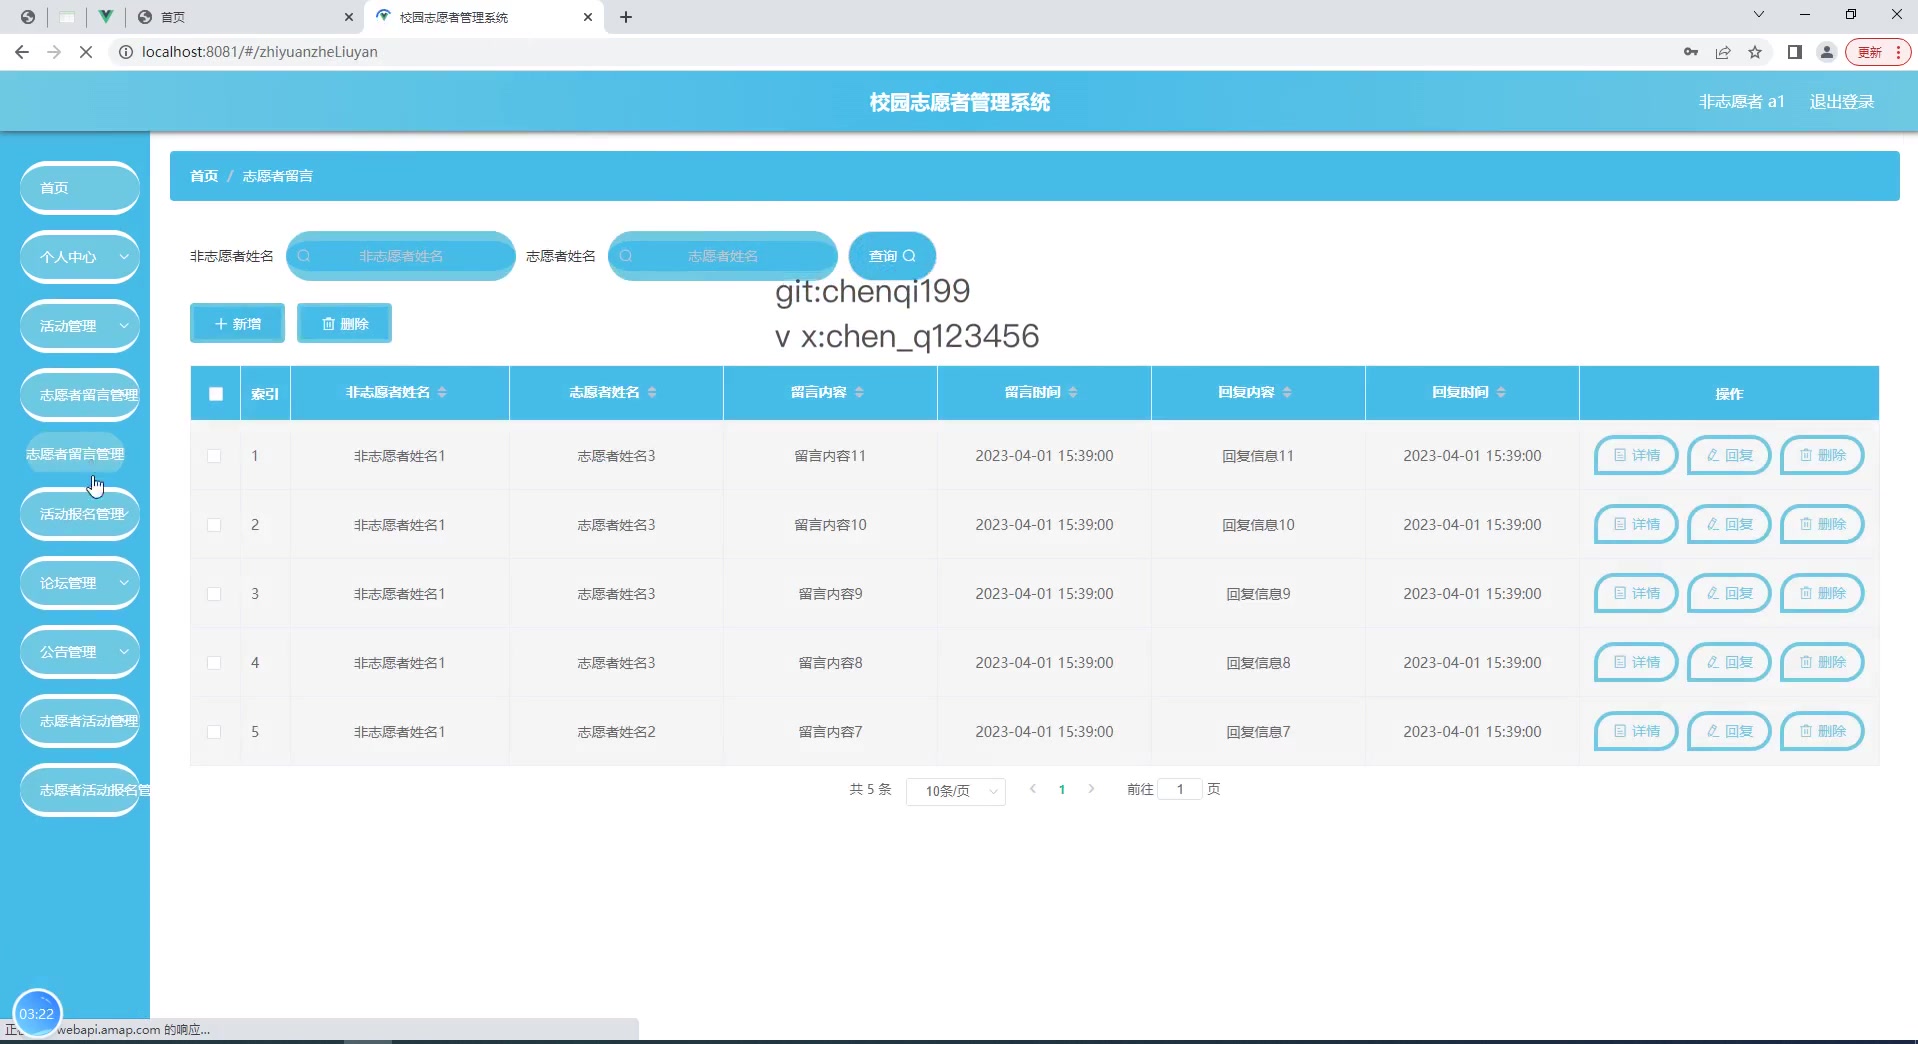 首页
校园志愿者管理系统
localhost:8081/#/zhiyuanzheLiuyan
更新
校园志愿者管理系统
非志愿者 a1 退出登录
首页
个人中心
活动管理
志愿者留言管理
志愿者留言管理
活动报名管理
论坛管理
公告管理
志愿者活动管理
志愿者活动报名管
首页 / 志愿者留言
非志愿者姓名 非志愿者姓名 志愿者姓名 志愿者姓名 查询
git:chenqi199
v x:chen_q123456
新增 删除
索引 非志愿者姓名 志愿者姓名 留言内容 留言时间 回复内容 回复时间 操作
1 非志愿者姓名1 志愿者姓名3 留言内容11 2023-04-01 15:39:00 回复信息11 2023-04-01 15:39:00 详情 回复 删除
2 非志愿者姓名1 志愿者姓名3 留言内容10 2023-04-01 15:39:00 回复信息10 2023-04-01 15:39:00 详情 回复 删除
3 非志愿者姓名1 志愿者姓名3 留言内容9 2023-04-01 15:39:00 回复信息9 2023-04-01 15:39:00 详情 回复 删除
4 非志愿者姓名1 志愿者姓名3 留言内容8 2023-04-01 15:39:00 回复信息8 2023-04-01 15:39:00 详情 回复 删除
5 非志愿者姓名1 志愿者姓名2 留言内容7 2023-04-01 15:39:00 回复信息7 2023-04-01 15:39:00 详情 回复 删除
共 5 条 10条/页 1 前往 1 页
03:22
正 webapi.amap.com 的响应...